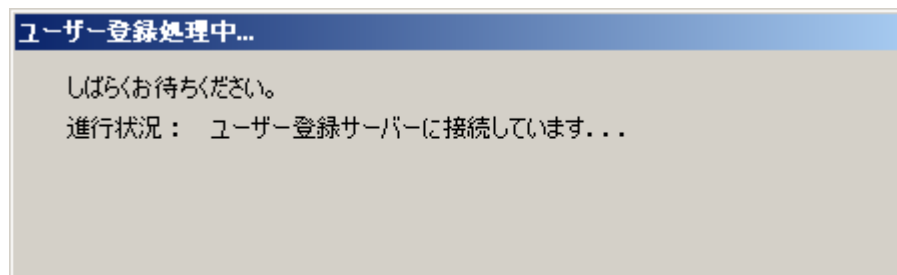 ユーザー登録処理中...
しばらくお待ちください。
進行状況： ユーザー登録サーバーに接続しています...